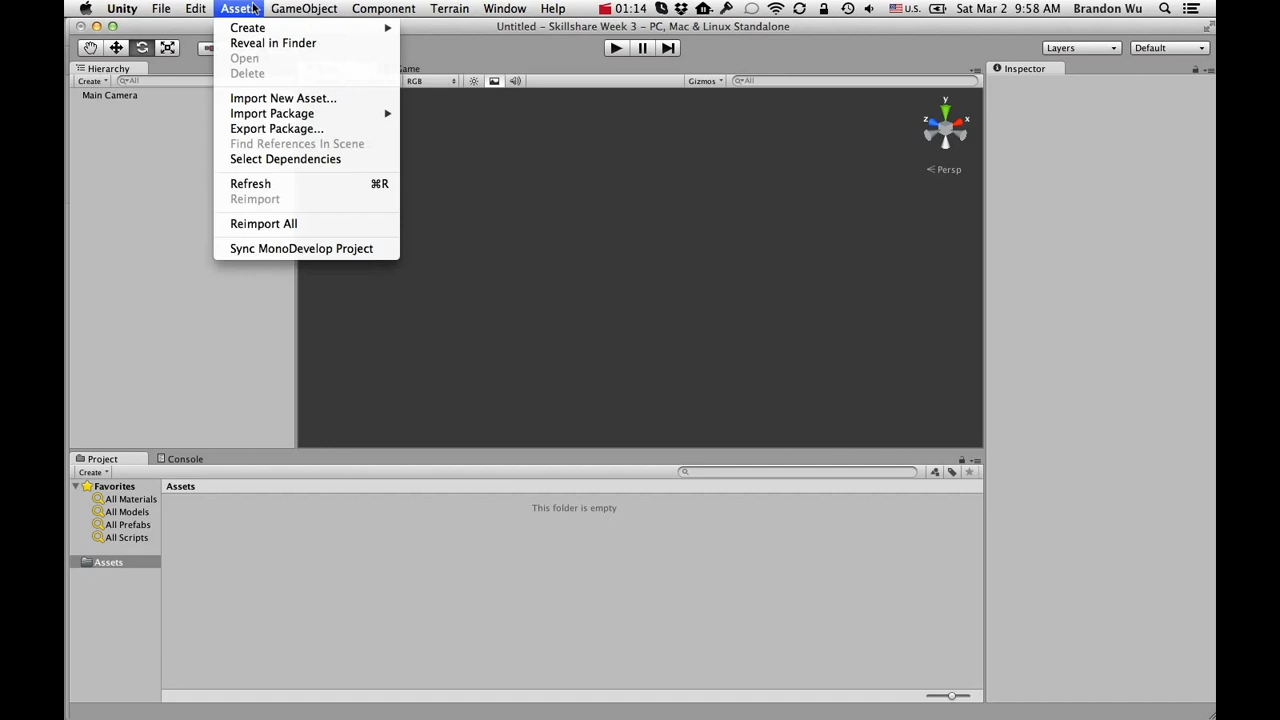 Unity File Edit Assets GameObject Component Terrain Window Help 01:14 U.S. Sat Mar 2 9:58 AM Brandon Wu
Untitled – Skillshare Week 3 – PC, Mac & Linux Standalone
Layers Default
Hierarchy
Create All
Main Camera
Create
Reveal in Finder
Open
Delete
Import New Asset...
Import Package
Export Package...
Find References In Scene
Select Dependencies
Refresh ⌘R
Reimport
Reimport All
Sync MonoDevelop Project
RGB Gizmos All
y
z x
Persp
Inspector
Project Console
Create
Favorites
All Materials
All Models
All Prefabs
All Scripts
Assets
Assets
This folder is empty